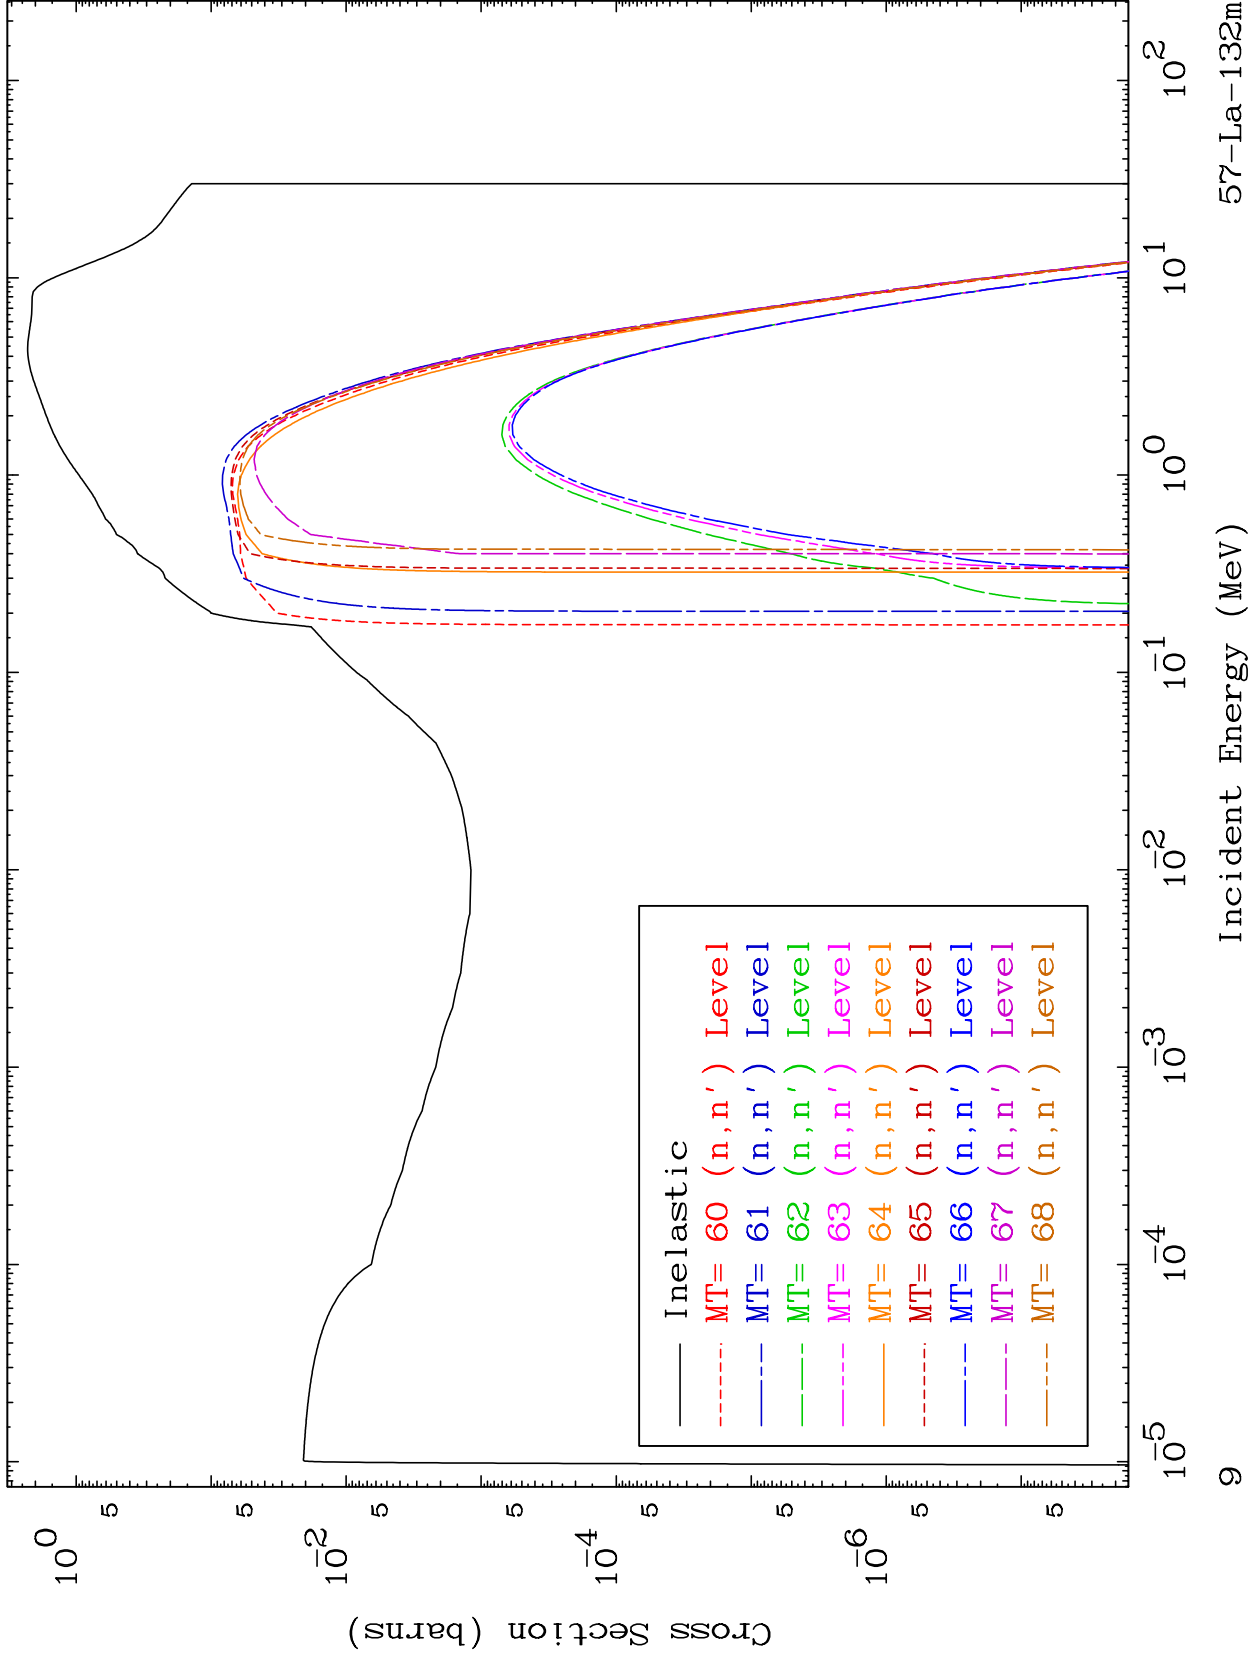 Cross Section (barns)
10^0
5
5
10^-2
5
5
10^-4
5
5
10^-6
5
5
Inelastic
MT= 60 (n,n') Level
MT= 61 (n,n') Level
MT= 62 (n,n') Level
MT= 63 (n,n') Level
MT= 64 (n,n') Level
MT= 65 (n,n') Level
MT= 66 (n,n') Level
MT= 67 (n,n') Level
MT= 68 (n,n') Level
10^-5 10^-4 10^-3 10^-2 10^-1 10^0 10^1 10^2
9 Incident Energy (MeV) 57-La-132m